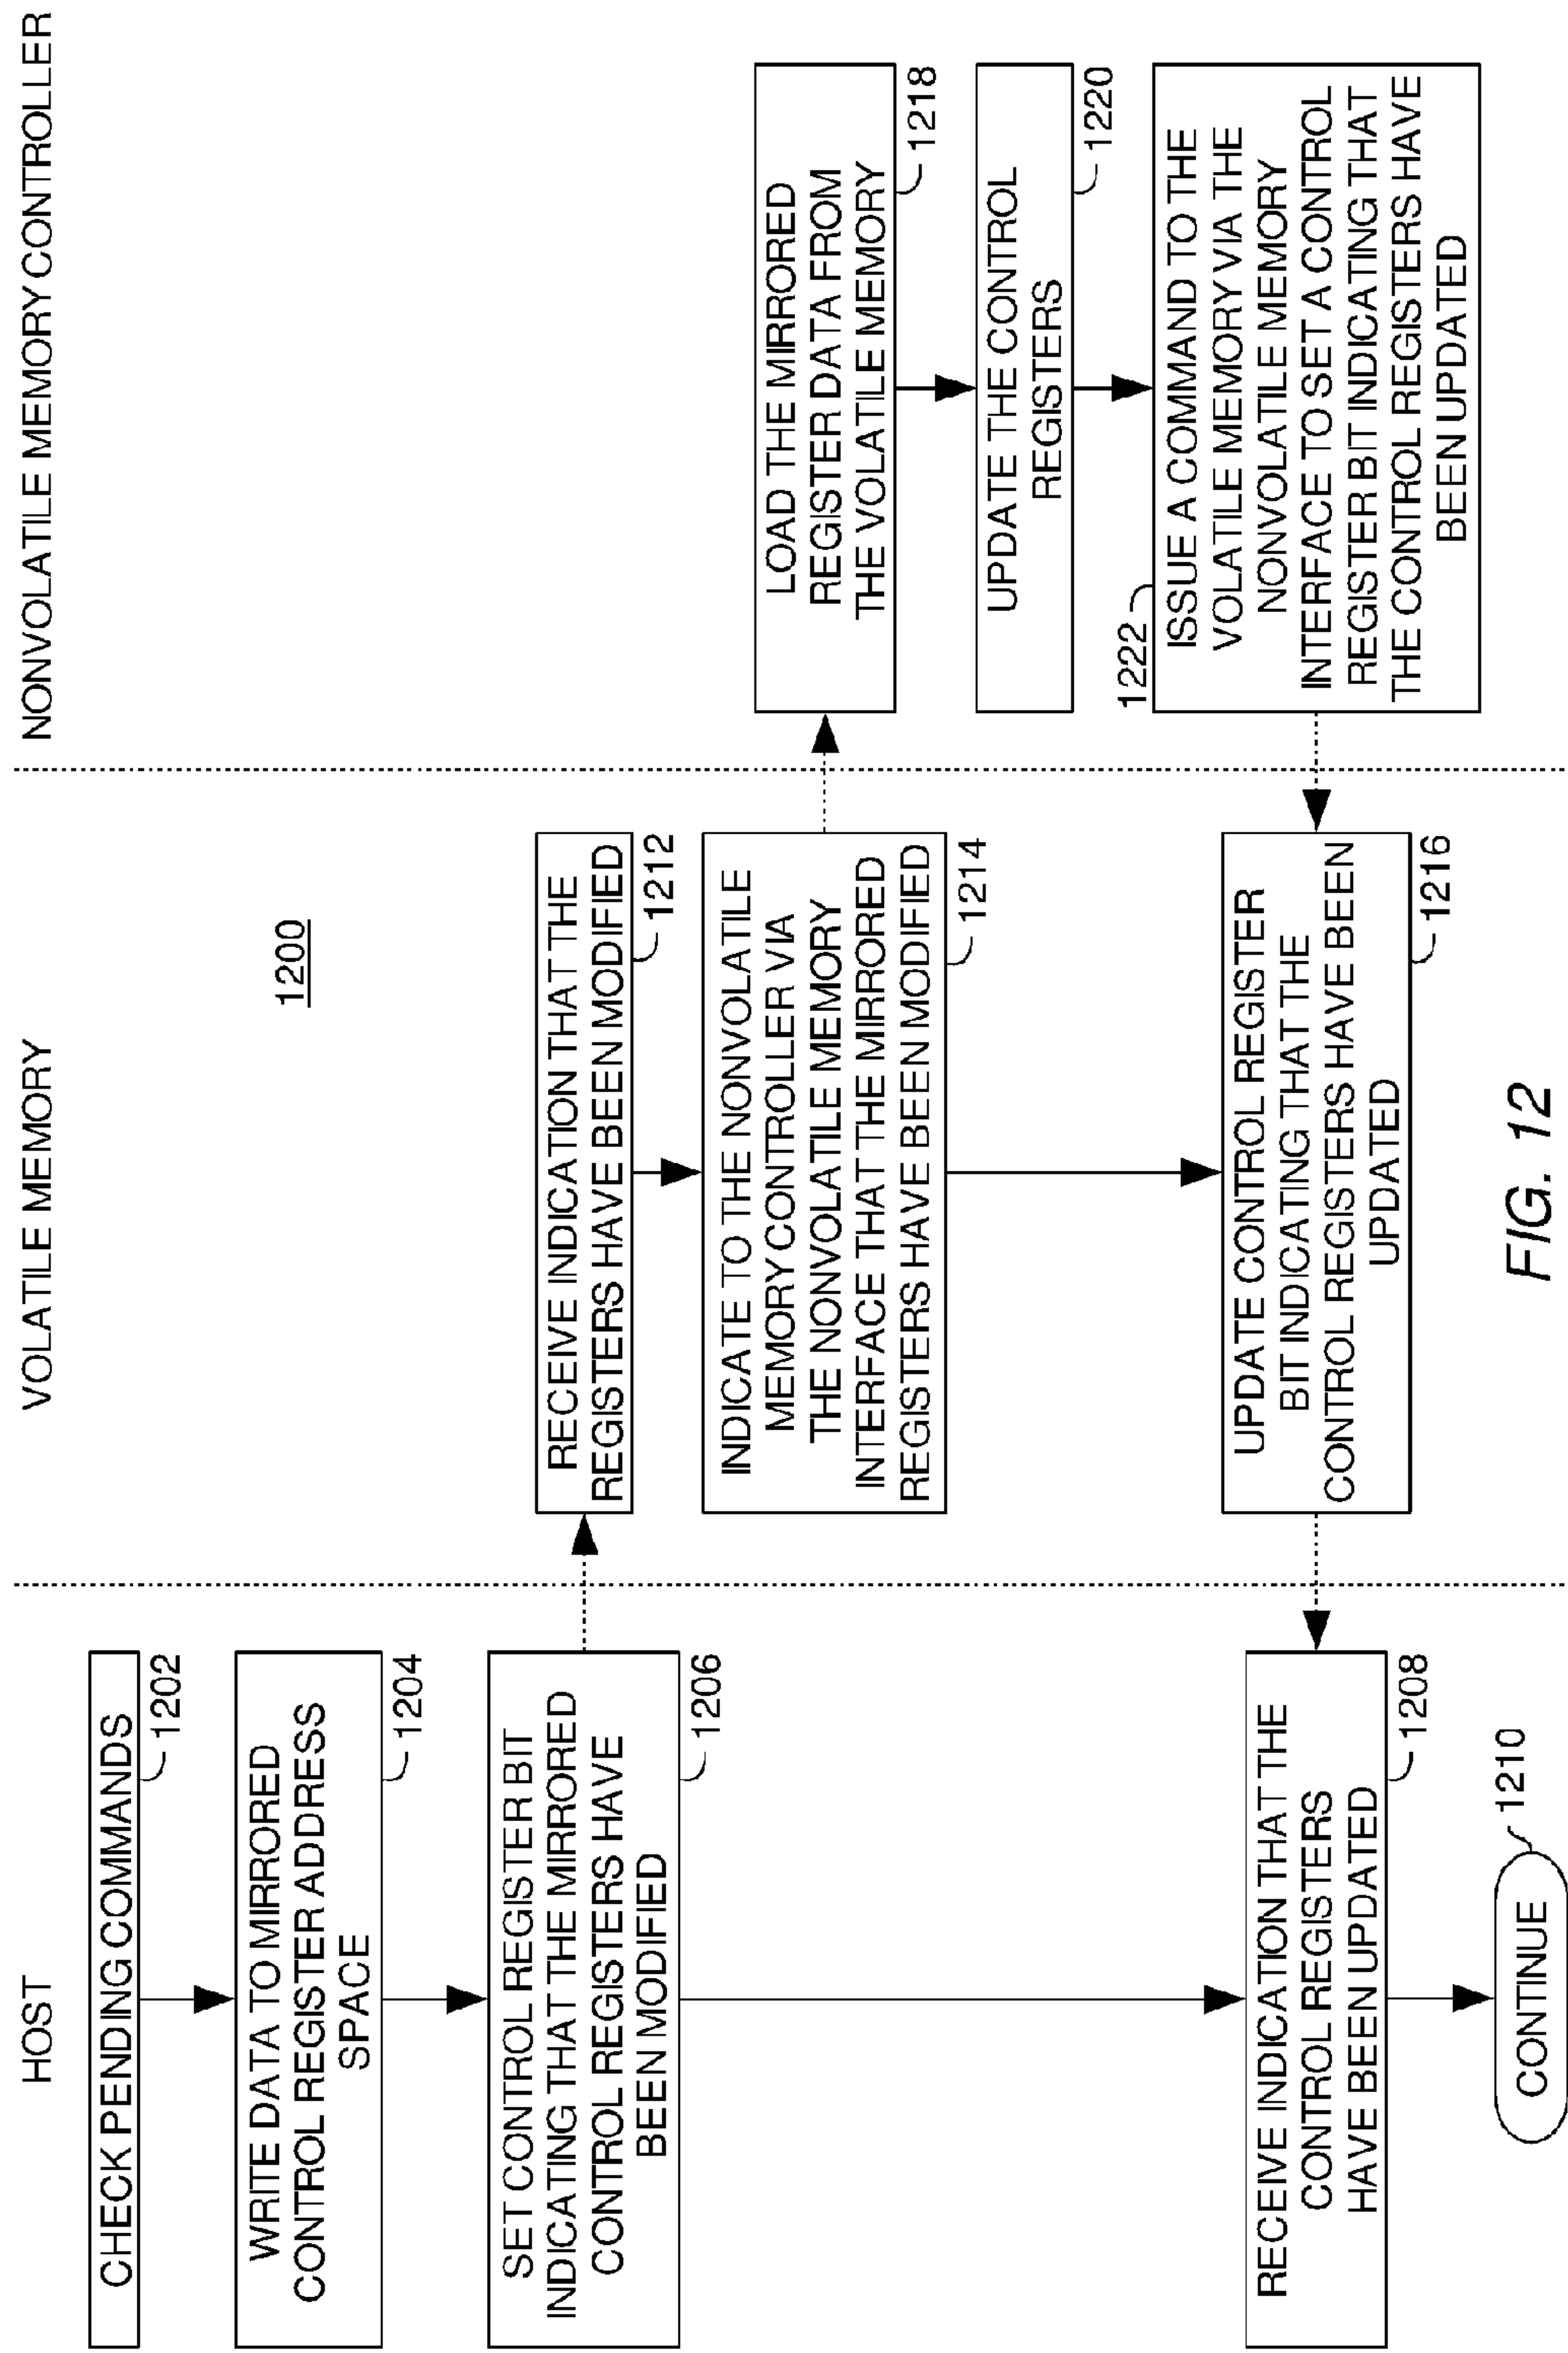 HOST
VOLATILE MEMORY
NONVOLATILE MEMORY CONTROLLER
1200
CHECK PENDING COMMANDS
1202
WRITE DATA TO MIRRORED
CONTROL REGISTER ADDRESS
SPACE
1204
SET CONTROL REGISTER BIT
INDICATING THAT THE MIRRORED
CONTROL REGISTERS HAVE
BEEN MODIFIED
1206
RECEIVE INDICATION THAT THE
CONTROL REGISTERS
HAVE BEEN UPDATED
1208
CONTINUE
1210
RECEIVE INDICATION THAT THE
REGISTERS HAVE BEEN MODIFIED
1212
INDICATE TO THE NONVOLATILE
MEMORY CONTROLLER VIA
THE NONVOLATILE MEMORY
INTERFACE THAT THE MIRRORED
REGISTERS HAVE BEEN MODIFIED
1214
UPDATE CONTROL REGISTER
BIT INDICATING THAT THE
CONTROL REGISTERS HAVE BEEN
UPDATED
1216
LOAD THE MIRRORED
REGISTER DATA FROM
THE VOLATILE MEMORY
1218
UPDATE THE CONTROL
REGISTERS
1220
1222
ISSUE A COMMAND TO THE
VOLATILE MEMORY VIA THE
NONVOLATILE MEMORY
INTERFACE TO SET A CONTROL
REGISTER BIT INDICATING THAT
THE CONTROL REGISTERS HAVE
BEEN UPDATED
FIG. 12